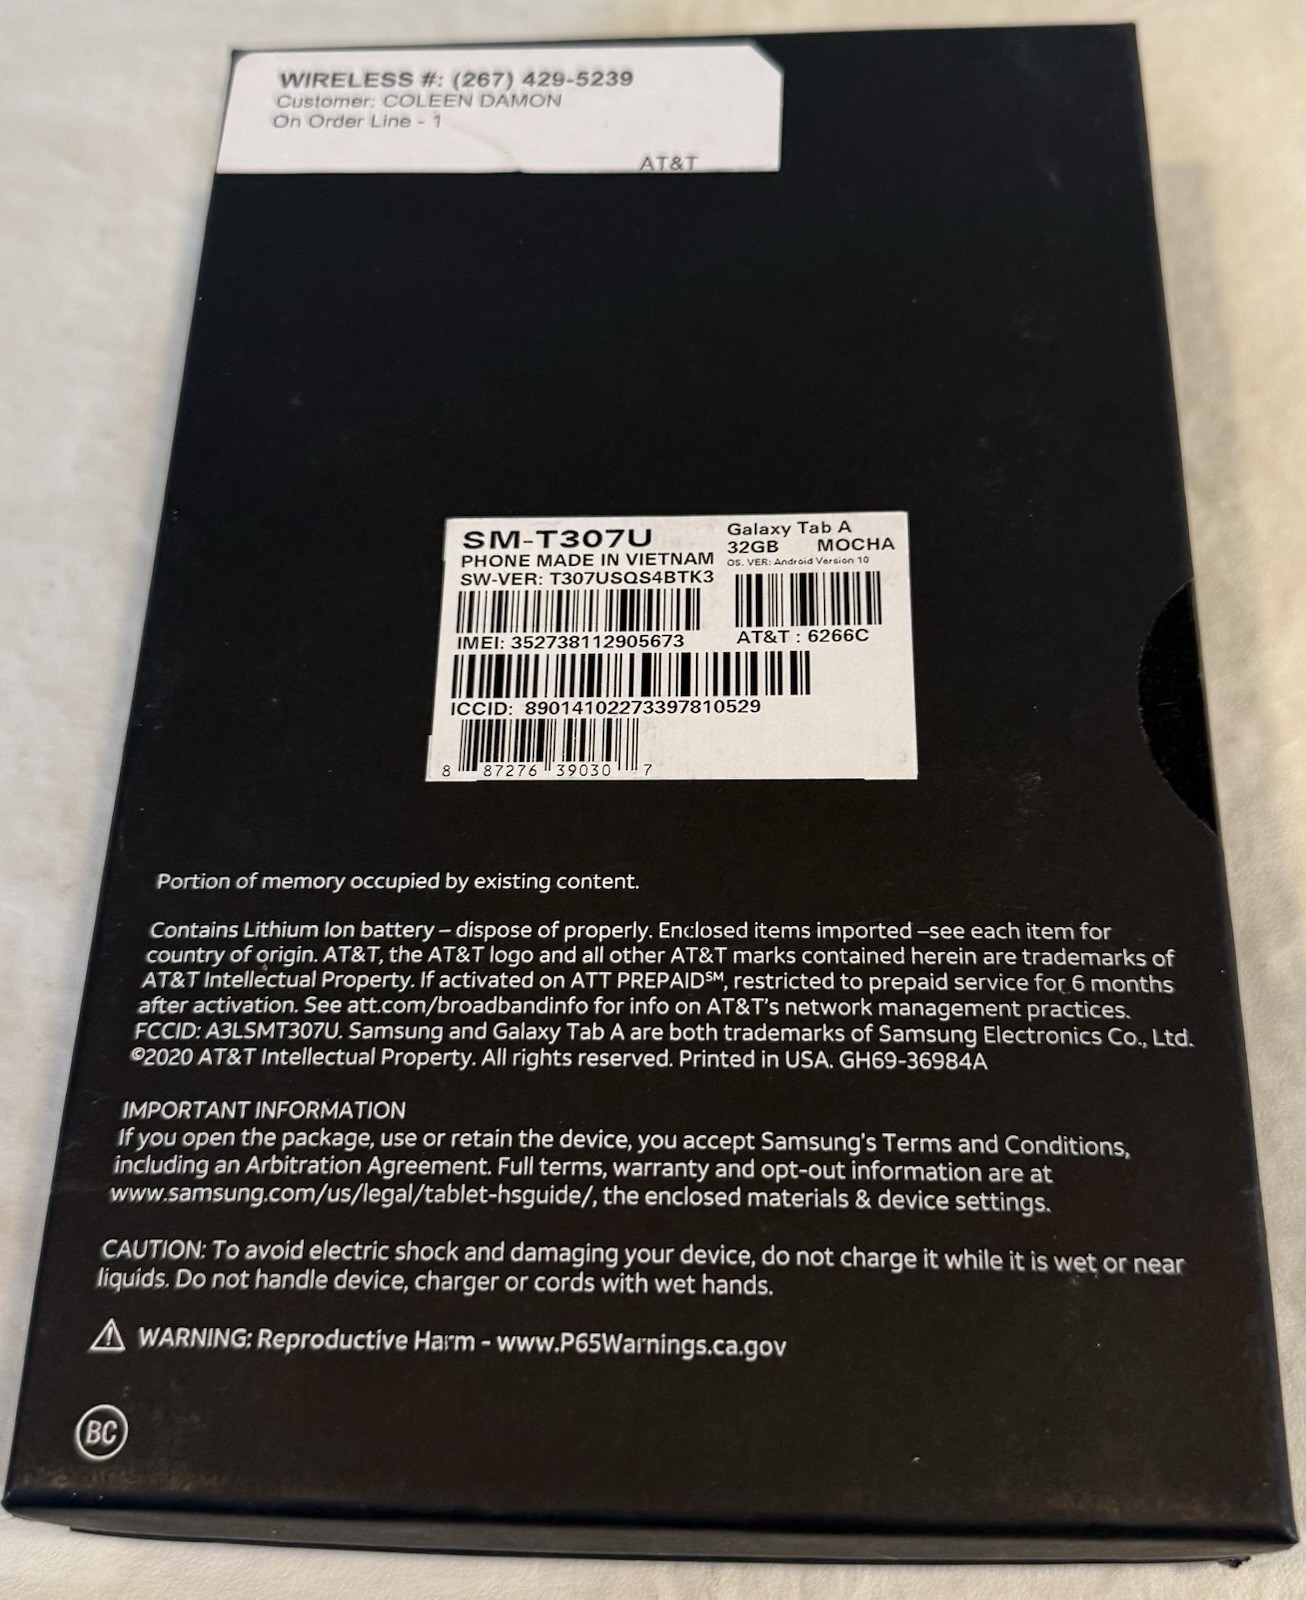 WIRELESS #: (267) 429-5239
Customer: COLEEN DAMON
On Order Line - 1
AT&T
SM-T307U
PHONE MADE IN VIETNAM
SW-VER: T307USQS4BTK3
Galaxy Tab A
32GB MOCHA
OS. VER: Android Version 10
IMEI: 352738112905673
AT&T : 6266C
ICCID: 89014102273397810529
8 87276 39030 7
Portion of memory occupied by existing content.
Contains Lithium Ion battery – dispose of properly. Enclosed items imported –see each item for
country of origin. AT&T, the AT&T logo and all other AT&T marks contained herein are trademarks of
AT&T Intellectual Property. If activated on ATT PREPAID℠, restricted to prepaid service for 6 months
after activation. See att.com/broadbandinfo for info on AT&T's network management practices.
FCCID: A3LSMT307U. Samsung and Galaxy Tab A are both trademarks of Samsung Electronics Co., Ltd.
©2020 AT&T Intellectual Property. All rights reserved. Printed in USA. GH69-36984A
IMPORTANT INFORMATION
If you open the package, use or retain the device, you accept Samsung's Terms and Conditions,
including an Arbitration Agreement. Full terms, warranty and opt-out information are at
www.samsung.com/us/legal/tablet-hsguide/, the enclosed materials & device settings.
CAUTION: To avoid electric shock and damaging your device, do not charge it while it is wet or near
liquids. Do not handle device, charger or cords with wet hands.
WARNING: Reproductive Harm - www.P65Warnings.ca.gov
BC